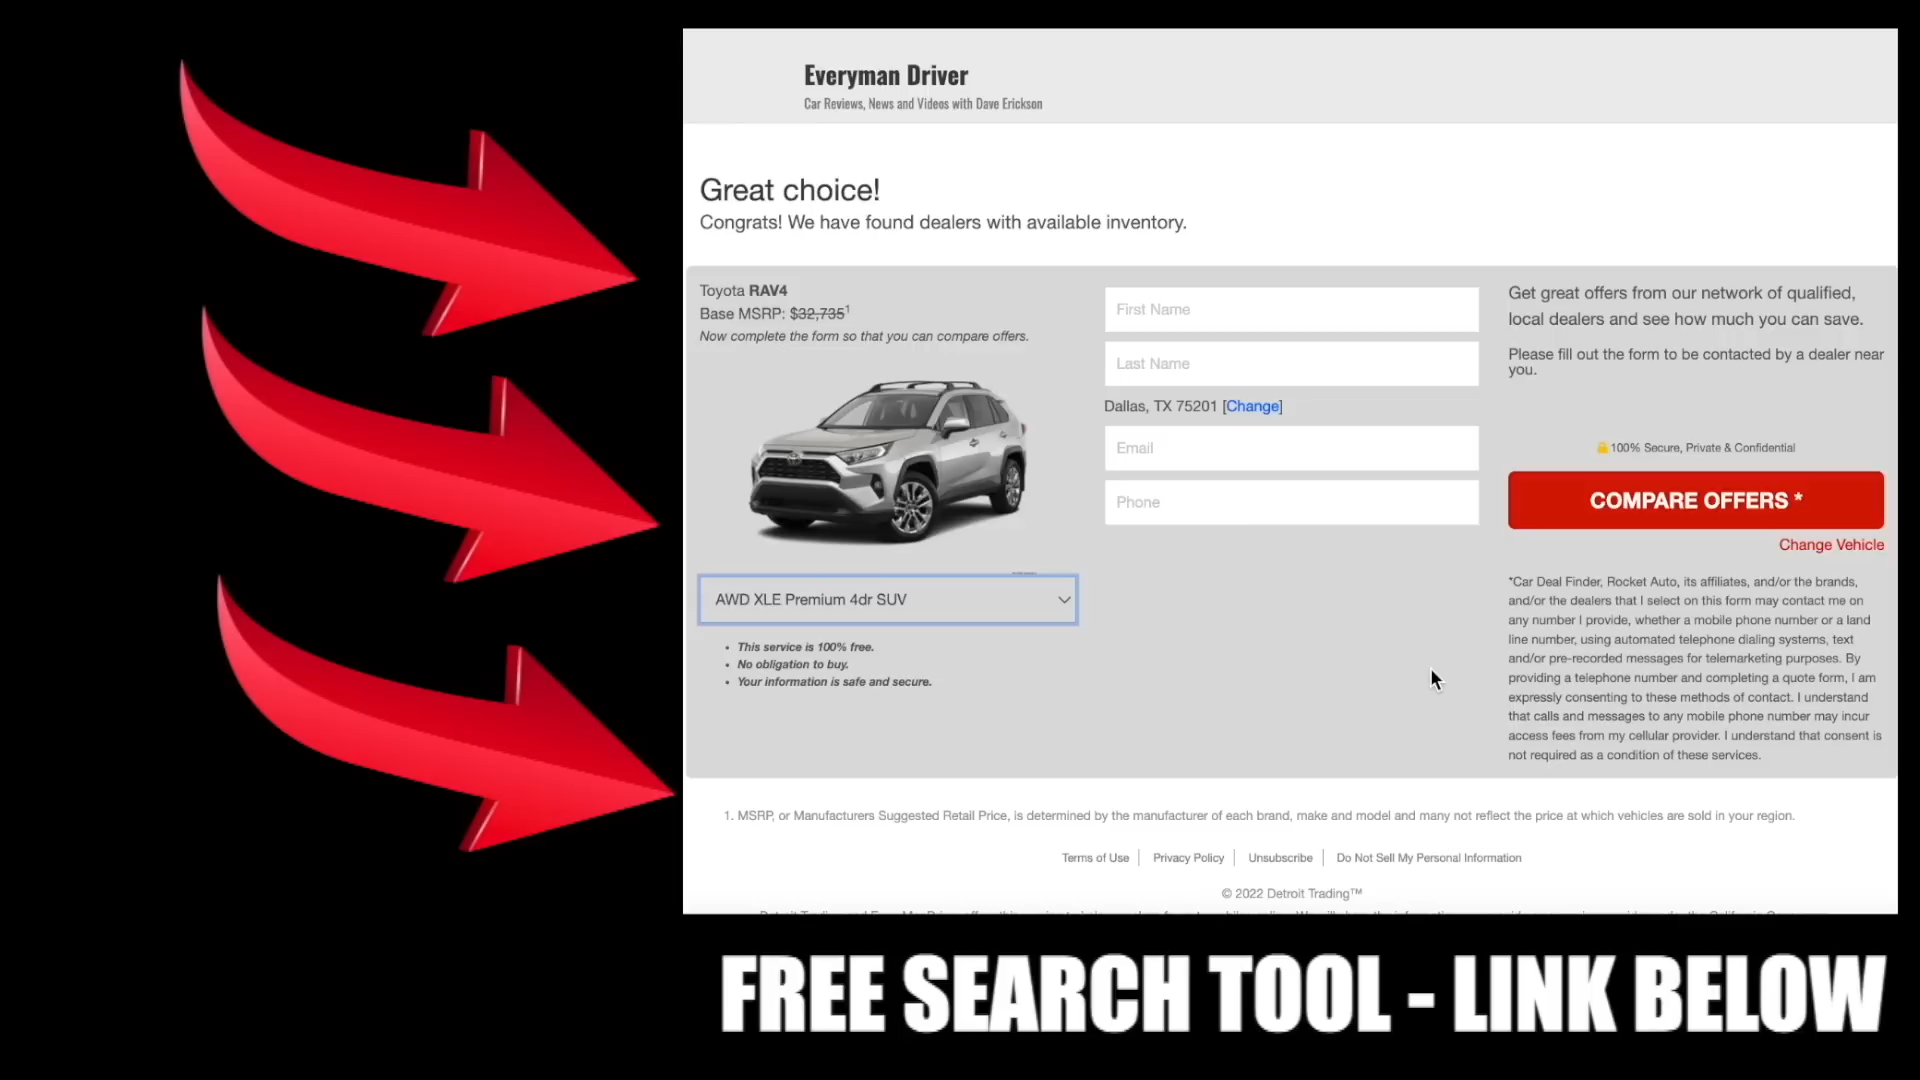 Everyman Driver
Car Reviews, News and Videos with Dave Erickson
Great choice!
Congrats! We have found dealers with available inventory.
Toyota RAV4
Base MSRP: $32,735¹
Now complete the form so that you can compare offers.
AWD XLE Premium 4dr SUV
• This service is 100% free.
• No obligation to buy.
• Your information is safe and secure.
First Name
Last Name
Dallas, TX 75201 [Change]
Email
Phone
Get great offers from our network of qualified,
local dealers and see how much you can save.
Please fill out the form to be contacted by a dealer near
you.
100% Secure, Private & Confidential
COMPARE OFFERS *
Change Vehicle
*Car Deal Finder, Rocket Auto, its affiliates, and/or the brands,
and/or the dealers that I select on this form may contact me on
any number I provide, whether a mobile phone number or a land
line number, using automated telephone dialing systems, text
and/or pre-recorded messages for telemarketing purposes. By
providing a telephone number and completing a quote form, I am
expressly consenting to these methods of contact. I understand
that calls and messages to any mobile phone number may incur
access fees from my cellular provider. I understand that consent is
not required as a condition of these services.
1. MSRP, or Manufacturers Suggested Retail Price, is determined by the manufacturer of each brand, make and model and many not reflect the price at which vehicles are sold in your region.
Terms of Use | Privacy Policy | Unsubscribe | Do Not Sell My Personal Information
© 2022 Detroit Trading™
FREE SEARCH TOOL - LINK BELOW